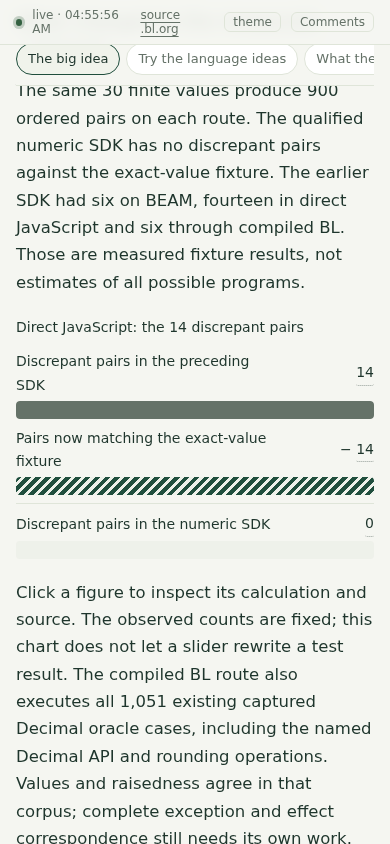 live · 04:55:56 AM
source.bl.org
theme
Comments
The big idea
Try the language ideas
What the
The same 30 finite values produce 900
ordered pairs on each route. The qualified
numeric SDK has no discrepant pairs
against the exact-value fixture. The earlier
SDK had six on BEAM, fourteen in direct
JavaScript and six through compiled BL.
Those are measured fixture results, not
estimates of all possible programs.
Direct JavaScript: the 14 discrepant pairs
Discrepant pairs in the preceding
SDK
14
Pairs now matching the exact-value
fixture
− 14
Discrepant pairs in the numeric SDK
0
Click a figure to inspect its calculation and
source. The observed counts are fixed; this
chart does not let a slider rewrite a test
result. The compiled BL route also
executes all 1,051 existing captured
Decimal oracle cases, including the named
Decimal API and rounding operations.
Values and raisedness agree in that
corpus; complete exception and effect
correspondence still needs its own work.